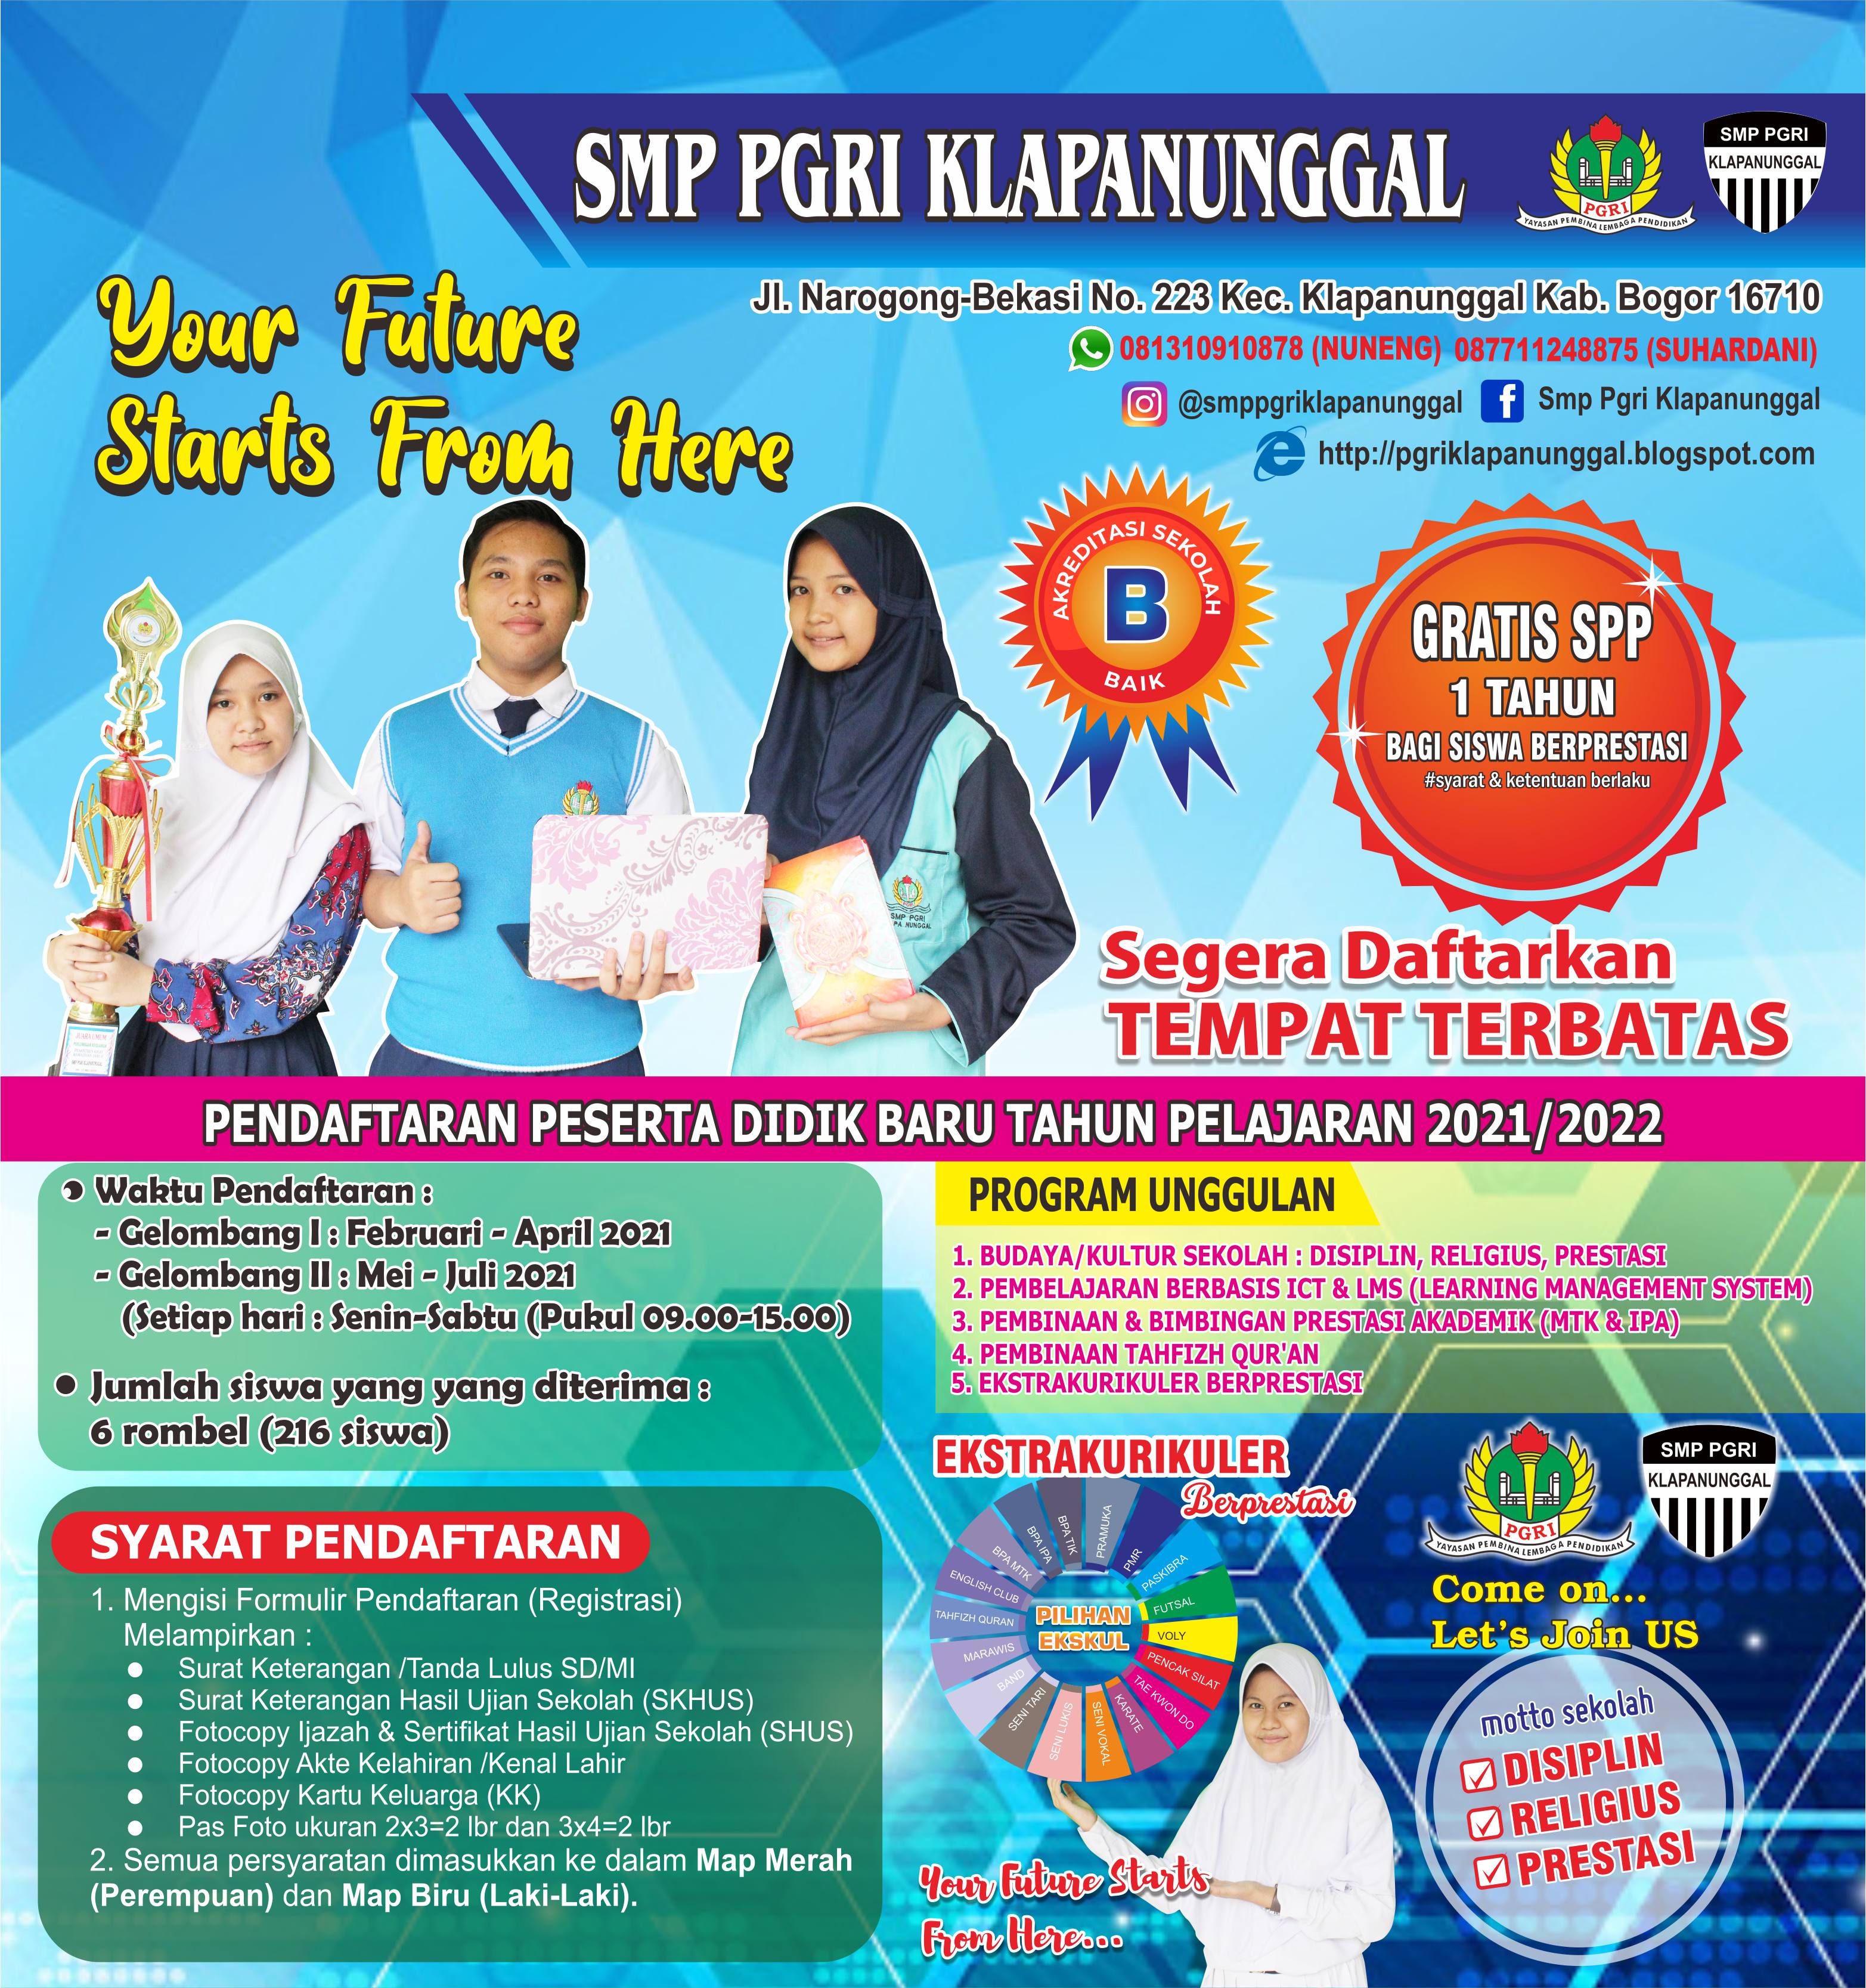 SMP PGRI KLAPANUNGGAL
PGRI
YAYASAN PEMBINA LEMBAGA PENDIDIKAN
SMP PGRI
KLAPANUNGGAL
Your Future
Starts From Here
Jl. Narogong-Bekasi No. 223 Kec. Klapanunggal Kab. Bogor 16710
081310910878 (NUNENG) 087711248875 (SUHARDANI)
@smppgriklapanunggal Smp Pgri Klapanunggal
http://pgriklapanunggal.blogspot.com
AKREDITASI SEKOLAH
B
BAIK
GRATIS SPP
1 TAHUN
BAGI SISWA BERPRESTASI
#syarat & ketentuan berlaku
SMP PGRI
PA NUNGGAL
JUARA UMUM
Segera Daftarkan
TEMPAT TERBATAS
PENDAFTARAN PESERTA DIDIK BARU TAHUN PELAJARAN 2021/2022
Waktu Pendaftaran :
- Gelombang I : Februari - April 2021
- Gelombang II : Mei - Juli 2021
(Setiap hari : Senin-Sabtu (Pukul 09.00-15.00)
Jumlah siswa yang yang diterima :
6 rombel (216 siswa)
SYARAT PENDAFTARAN
1. Mengisi Formulir Pendaftaran (Registrasi)
Melampirkan :
● Surat Keterangan /Tanda Lulus SD/MI
● Surat Keterangan Hasil Ujian Sekolah (SKHUS)
● Fotocopy Ijazah & Sertifikat Hasil Ujian Sekolah (SHUS)
● Fotocopy Akte Kelahiran /Kenal Lahir
● Fotocopy Kartu Keluarga (KK)
● Pas Foto ukuran 2x3=2 lbr dan 3x4=2 lbr
2. Semua persyaratan dimasukkan ke dalam Map Merah
(Perempuan) dan Map Biru (Laki-Laki).
PROGRAM UNGGULAN
1. BUDAYA/KULTUR SEKOLAH : DISIPLIN, RELIGIUS, PRESTASI
2. PEMBELAJARAN BERBASIS ICT & LMS (LEARNING MANAGEMENT SYSTEM)
3. PEMBINAAN & BIMBINGAN PRESTASI AKADEMIK (MTK & IPA)
4. PEMBINAAN TAHFIZH QUR'AN
5. EKSTRAKURIKULER BERPRESTASI
EKSTRAKURIKULER
Berprestasi
PILIHAN
EKSKUL
PRAMUKA
PMR
PASKIBRA
FUTSAL
VOLY
PENCAK SILAT
TAE KWON DO
KARATE
SENI VOKAL
SENI LUKIS
SENI TARI
BAND
MARAWIS
TAHFIZH QURAN
ENGLISH CLUB
BPA MTK
BPA IPA
BPA TIK
PGRI
YAYASAN PEMBINA LEMBAGA PENDIDIKAN
SMP PGRI
KLAPANUNGGAL
Come on...
Let's Join US
motto sekolah
DISIPLIN
RELIGIUS
PRESTASI
Your Future Starts
From Here...